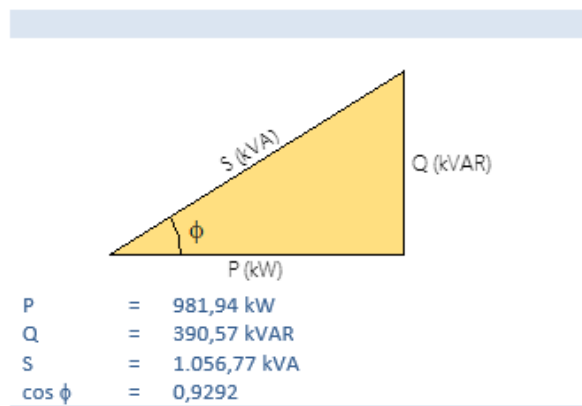 S (kVA)
Q (kVAR)
ϕ
P (kW)
P = 981,94 kW
Q = 390,57 kVAR
S = 1.056,77 kVA
cos ϕ = 0,9292